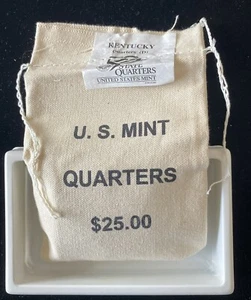 KENTUCKY
STATE
QUARTERS
UNITED STATES MINT
U. S. MINT
QUARTERS
$25.00